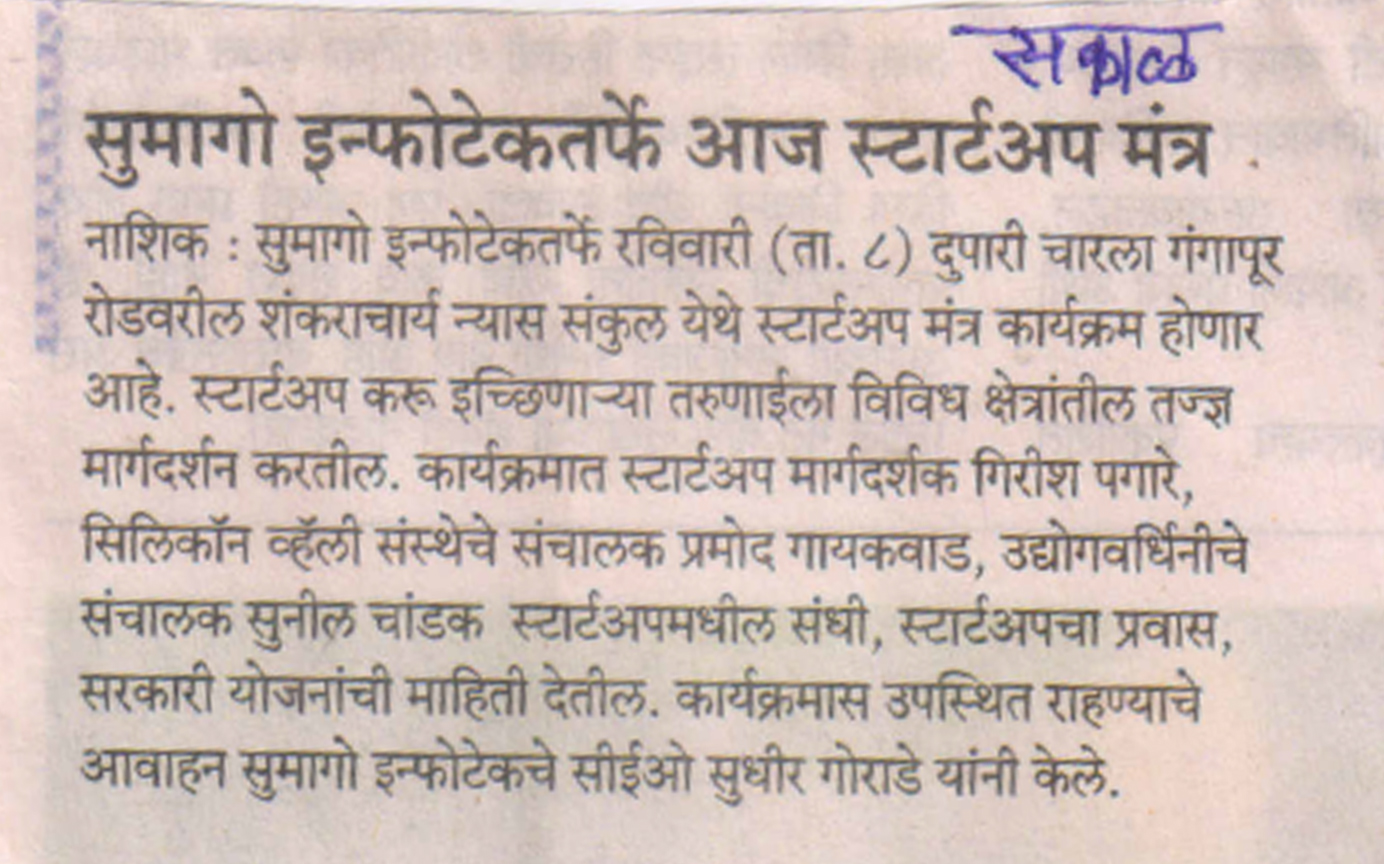 सकाळ
सुमागो इन्फोटेकतर्फे आज स्टार्टअप मंत्र
नाशिक : सुमागो इन्फोटेकतर्फे रविवारी (ता. ८) दुपारी चारला गंगापूर
रोडवरील शंकराचार्य न्यास संकुल येथे स्टार्टअप मंत्र कार्यक्रम होणार
आहे. स्टार्टअप करू इच्छिणाऱ्या तरुणाईला विविध क्षेत्रांतील तज्ज्ञ
मार्गदर्शन करतील. कार्यक्रमात स्टार्टअप मार्गदर्शक गिरीश पगारे,
सिलिकॉन व्हॅली संस्थेचे संचालक प्रमोद गायकवाड, उद्योगवर्धिनीचे
संचालक सुनील चांडक स्टार्टअपमधील संधी, स्टार्टअपचा प्रवास,
सरकारी योजनांची माहिती देतील. कार्यक्रमास उपस्थित राहण्याचे
आवाहन सुमागो इन्फोटेकचे सीईओ सुधीर गोराडे यांनी केले.